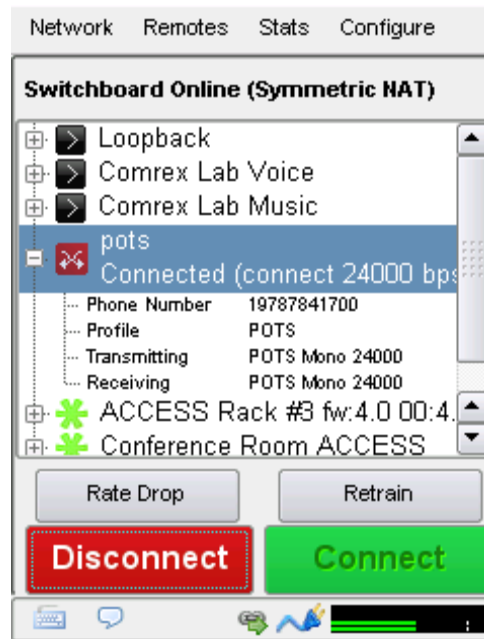 Network Remotes Stats Configure
Switchboard Online (Symmetric NAT)
Loopback
Comrex Lab Voice
Comrex Lab Music
pots
Connected (connect 24000 bps
Phone Number 19787841700
Profile POTS
Transmitting POTS Mono 24000
Receiving POTS Mono 24000
ACCESS Rack #3 fw:4.0 00:4.
Conference Room ACCESS
Rate Drop Retrain
Disconnect Connect